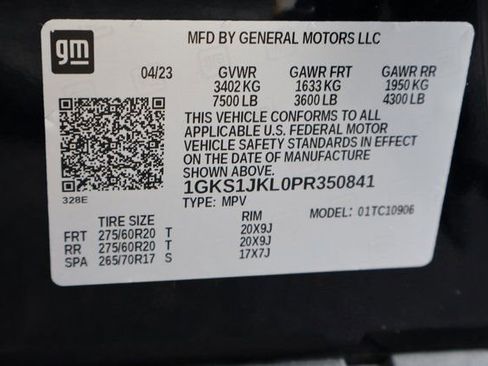 gm
MFD BY GENERAL MOTORS LLC
04/23 GVWR GAWR FRT GAWR RR
3402 KG 1633 KG 1950 KG
7500 LB 3600 LB 4300 LB
THIS VEHICLE CONFORMS TO ALL
APPLICABLE U.S. FEDERAL MOTOR
VEHICLE SAFETY STANDARDS IN EFFECT
ON THE DATE OF MANUFACTURE
SHOWN ABOVE.
1GKS1JKL0PR350841
328E
TYPE: MPV MODEL: 01TC10906
TIRE SIZE RIM
FRT 275/60R20 T 20X9J
RR 275/60R20 T 20X9J
SPA 265/70R17 S 17X7J